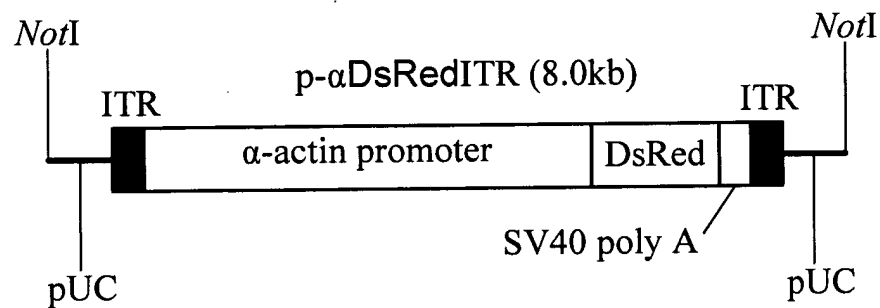 NotI
NotI
p-αDsRedITR (8.0kb)
ITR
ITR
α-actin promoter
DsRed
SV40 poly A
pUC
pUC